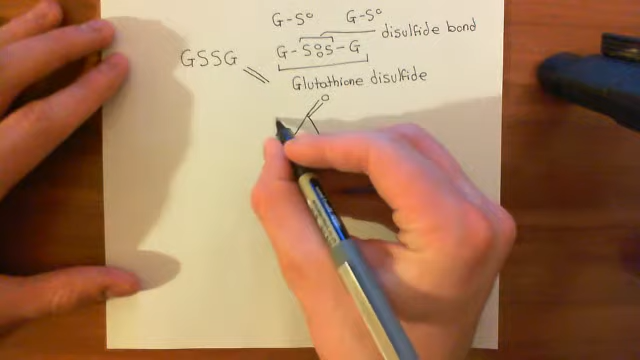 G-S° G-S°
disulfide bond
G-S°°S-G
GSSG
Glutathione disulfide
O